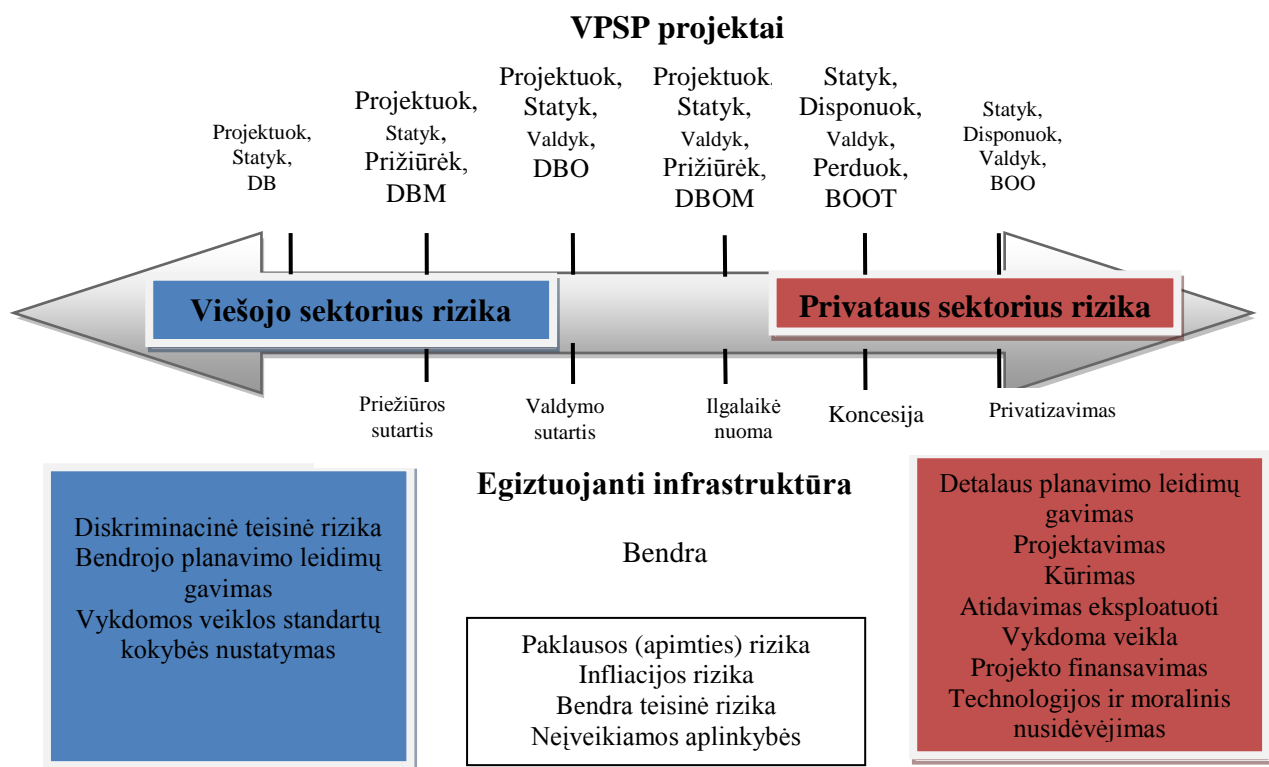 VPSP projektai
Projektuok,
Statyk,
DB
Projektuok,
Statyk,
Prižiūrėk,
DBM
Projektuok,
Statyk,
Valdyk,
DBO
Projektuok,
Statyk,
Valdyk,
Prižiūrėk,
DBOM
Statyk,
Disponuok,
Valdyk,
Perduok,
BOOT
Statyk,
Disponuok,
Valdyk,
BOO
Viešojo sektorius rizika
Privataus sektorius rizika
Priežiūros
sutartis
Valdymo
sutartis
Ilgalaikė
nuoma
Koncesija
Privatizavimas
Diskriminacinė teisinė rizika
Bendrojo planavimo leidimų
gavimas
Vykdomos veiklos standartų
kokybės nustatymas
Egiztuojanti infrastruktūra
Bendra
Paklausos (apimties) rizika
Infliacijos rizika
Bendra teisinė rizika
Neįveikiamos aplinkybės
Detalaus planavimo leidimų
gavimas
Projektavimas
Kūrimas
Atidavimas eksploatuoti
Vykdoma veikla
Projekto finansavimas
Technologijos ir moralinis
nusidėvėjimas